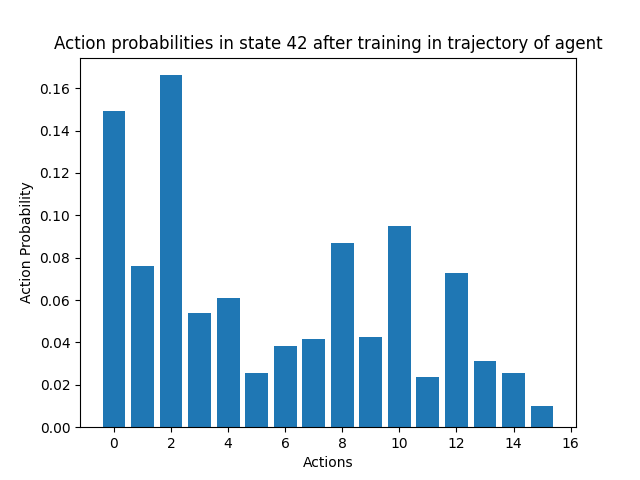 Action probabilities in state 42 after training in trajectory of agent
0.16
0.14
0.12
0.10
0.08
0.06
0.04
0.02
0.00
Action Probability
0 2 4 6 8 10 12 14 16
Actions